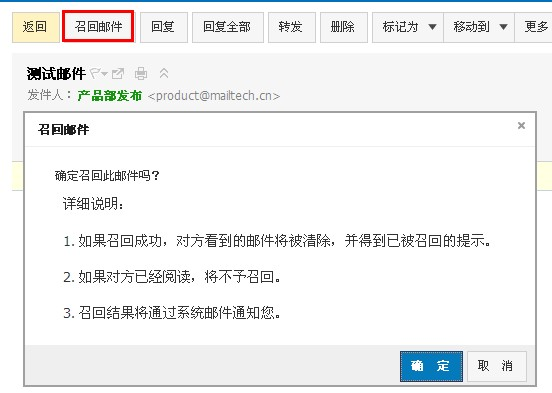 返回 召回邮件 回复 回复全部 转发 删除 标记为 移动到 更多
测试邮件
发件人： 产品部发布 <product@mailtech.cn>
召回邮件 ×
确定召回此邮件吗？
详细说明：
1. 如果召回成功，对方看到的邮件将被清除，并得到已被召回的提示。
2. 如果对方已经阅读，将不予召回。
3. 召回结果将通过系统邮件通知您。
确 定 取 消